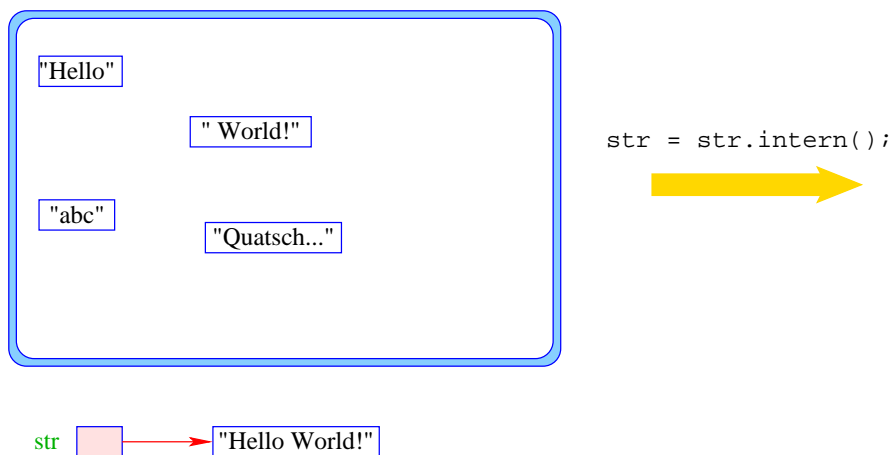 "Hello"
" World!"
str = str.intern();
"abc"
"Quatsch..."
str
"Hello World!"